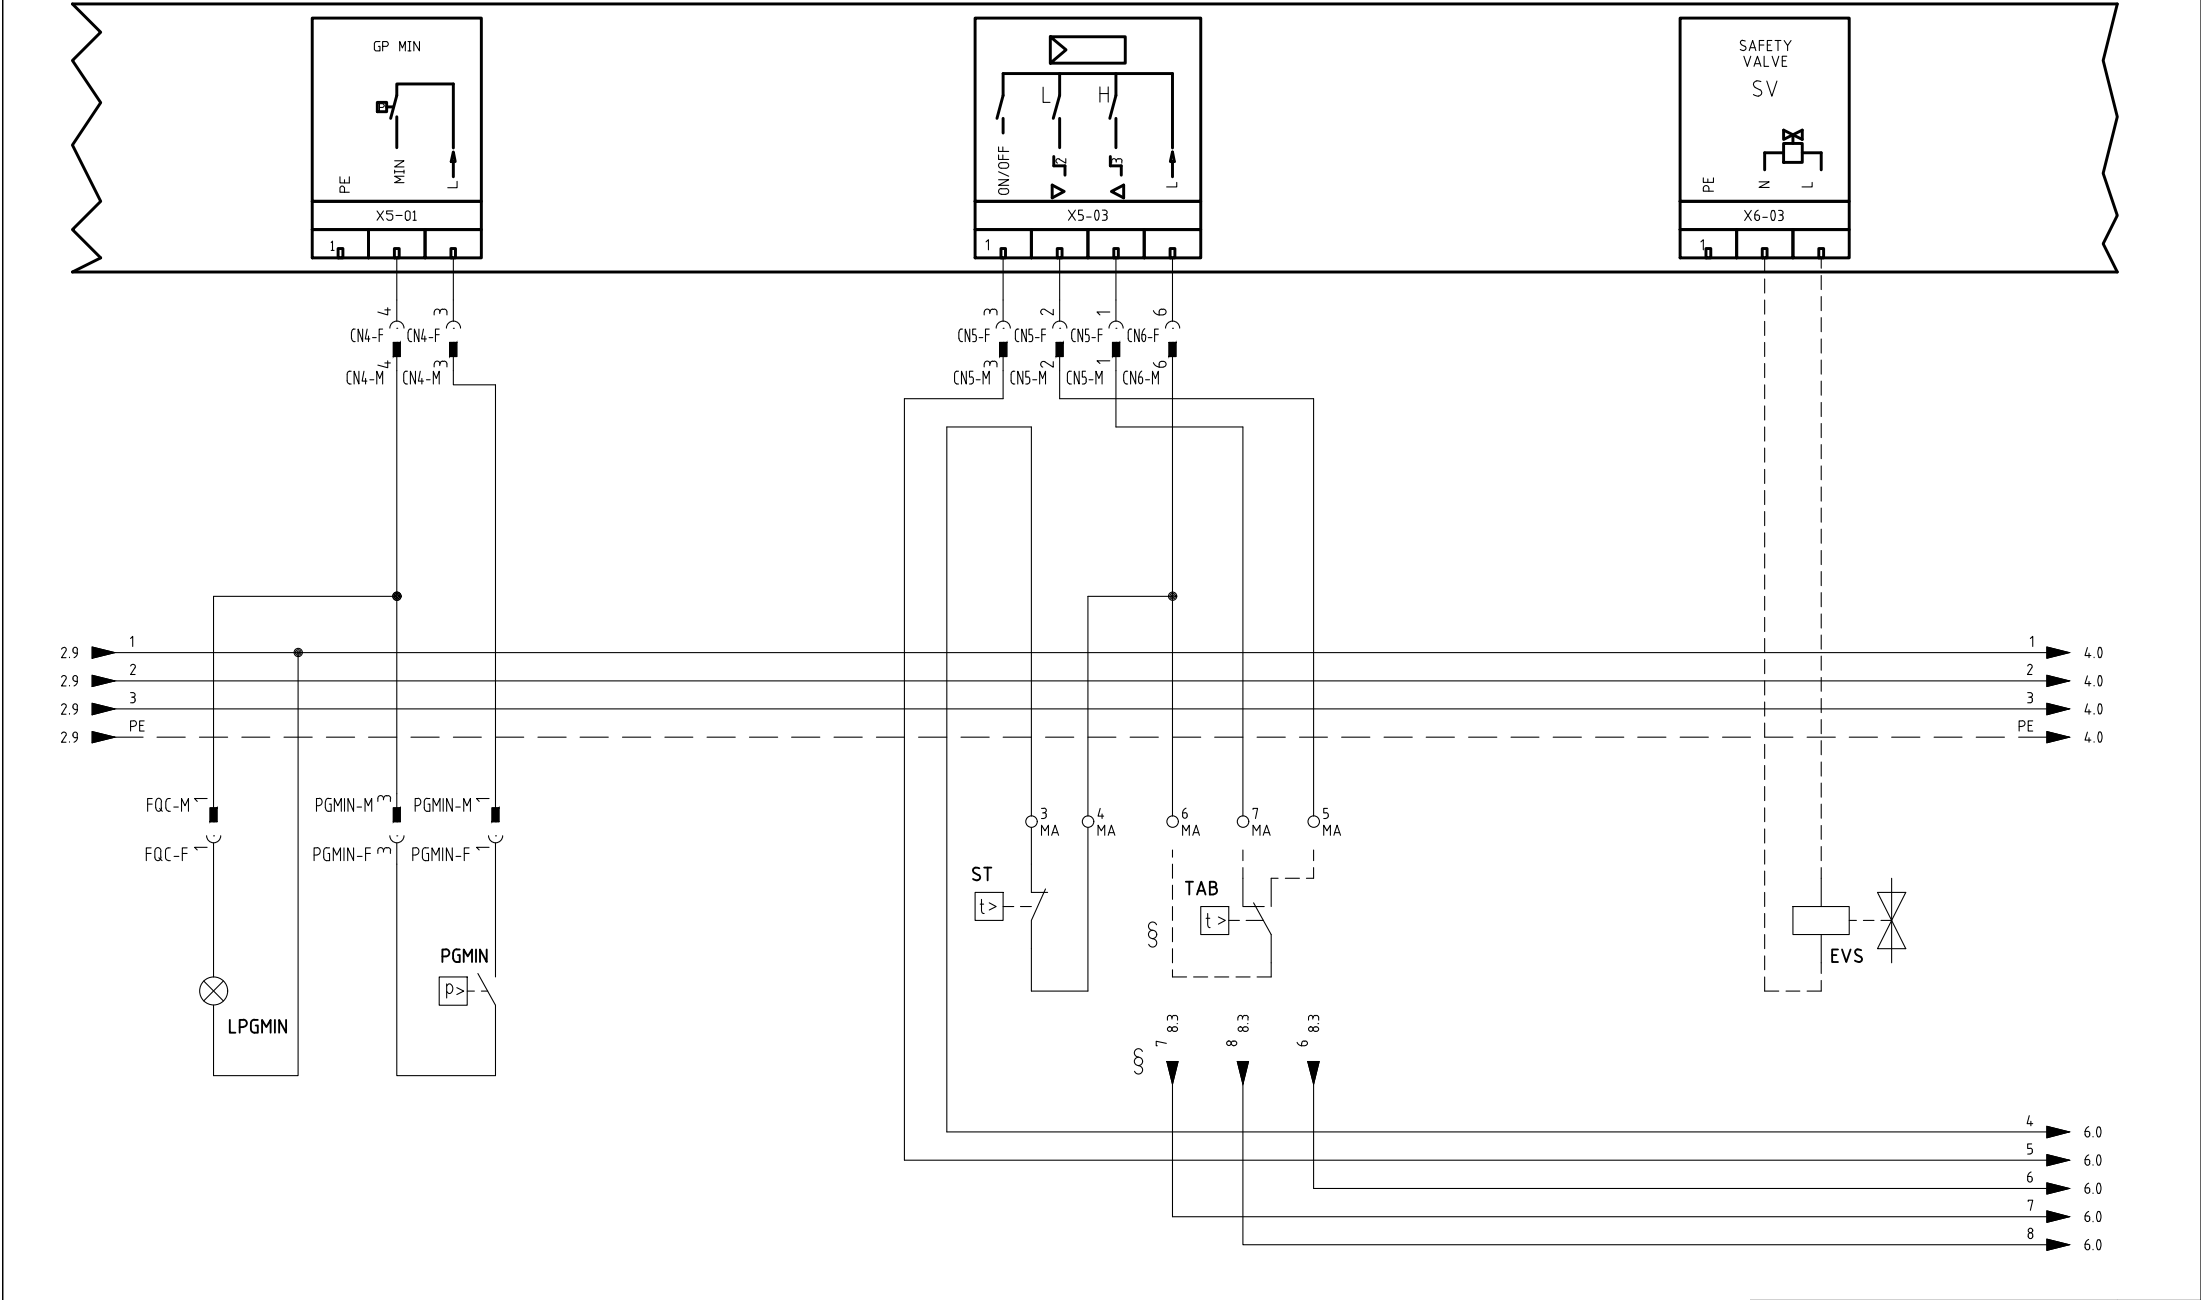 GP MIN
PE
MIN
L
X5-01
1
L
H
ON/OFF
2
3
L
X5-03
1
SAFETY
VALVE
SV
PE
N
L
X6-03
1
4
3
CN4-F
CN4-F
4
3
CN4-M
CN4-M
3
2
1
6
CN5-F
CN5-F
CN5-F
CN6-F
3
2
1
6
CN5-M
CN5-M
CN5-M
CN6-M
2.9
1
1
4.0
2.9
2
2
4.0
2.9
3
3
4.0
2.9
PE
PE
4.0
FQC-M
1
PGMIN-M
3
PGMIN-M
1
3
MA
4
MA
6
MA
7
MA
5
MA
FQC-F
1
PGMIN-F
3
PGMIN-F
1
ST
t>
TAB
t>
§
PGMIN
p>
LPGMIN
EVS
8.3
8.3
8.3
7
8
6
§
4
6.0
5
6.0
6
6.0
7
6.0
8
6.0